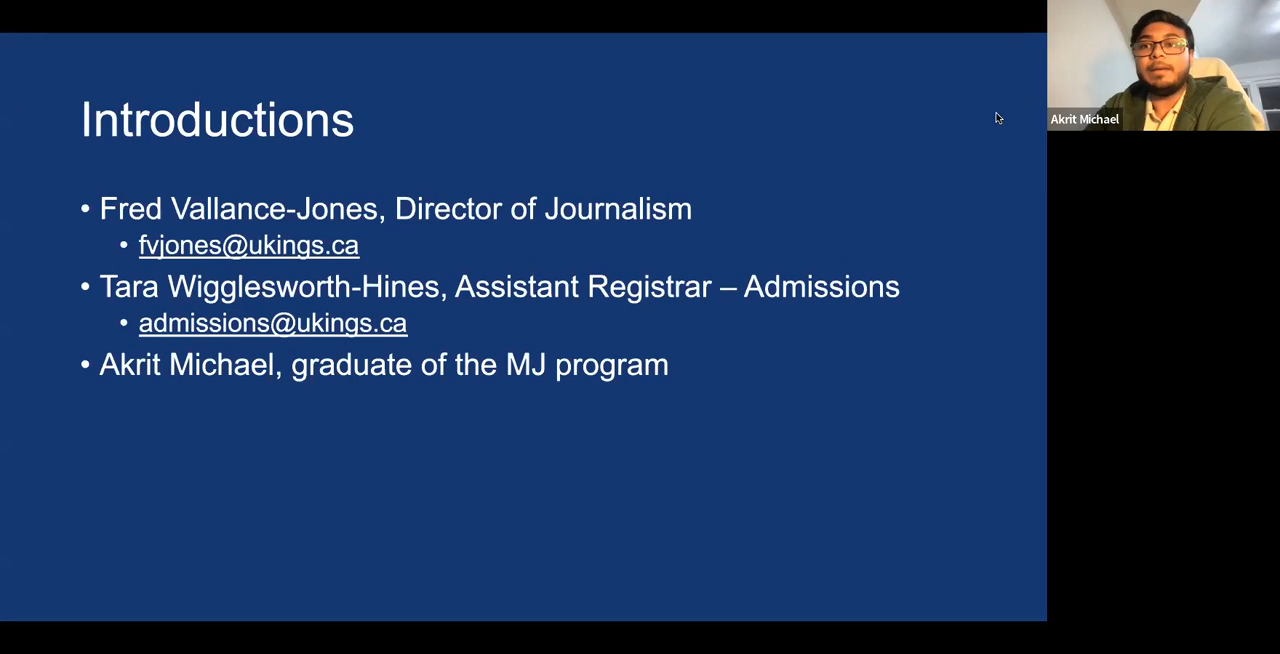 Introductions
• Fred Vallance-Jones, Director of Journalism
• fvjones@ukings.ca
• Tara Wigglesworth-Hines, Assistant Registrar – Admissions
• admissions@ukings.ca
• Akrit Michael, graduate of the MJ program
Akrit Michael